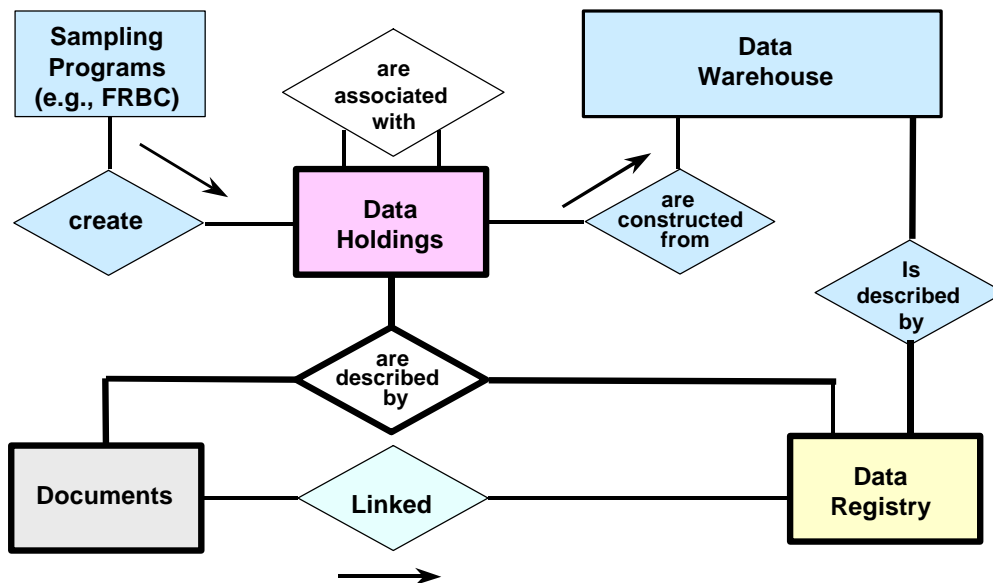 Sampling
Programs
(e.g., FRBC)
are
associated
with
Data
Warehouse
create
Data
Holdings
are
constructed
from
Is
described
by
are
described
by
Documents
Linked
Data
Registry